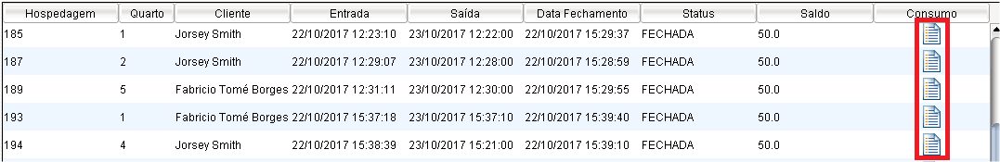 Hospedagem Quarto Cliente Entrada Saída Data Fechamento Status Saldo Consumo
185 1 Jorsey Smith 22/10/2017 12:23:10 23/10/2017 12:22:00 22/10/2017 15:29:37 FECHADA 50.0
187 2 Jorsey Smith 22/10/2017 12:29:07 23/10/2017 12:28:00 22/10/2017 15:28:59 FECHADA 50.0
189 5 Fabricio Tomé Borges 22/10/2017 12:31:11 23/10/2017 12:30:00 22/10/2017 15:29:55 FECHADA 50.0
193 1 Fabricio Tomé Borges 22/10/2017 15:37:18 23/10/2017 15:37:10 22/10/2017 15:39:40 FECHADA 50.0
194 4 Jorsey Smith 22/10/2017 15:38:39 23/10/2017 15:21:00 22/10/2017 15:39:10 FECHADA 50.0